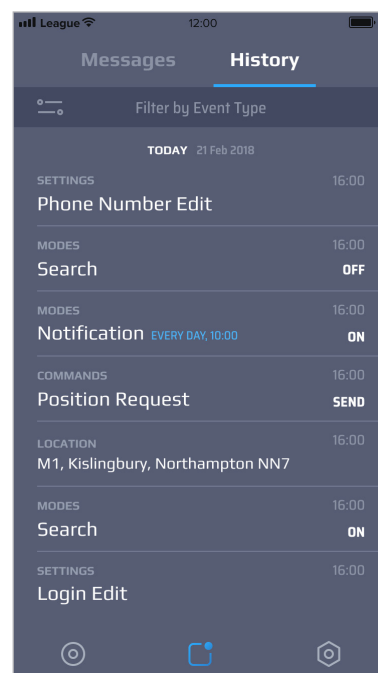 League 12:00
Messages History
Filter by Event Type
TODAY 21 Feb 2018
SETTINGS 16:00
Phone Number Edit
MODES 16:00
Search OFF
MODES 16:00
Notification EVERY DAY, 10:00 ON
COMMANDS 16:00
Position Request SEND
LOCATION 16:00
M1, Kislingbury, Northampton NN7
MODES 16:00
Search ON
SETTINGS 16:00
Login Edit